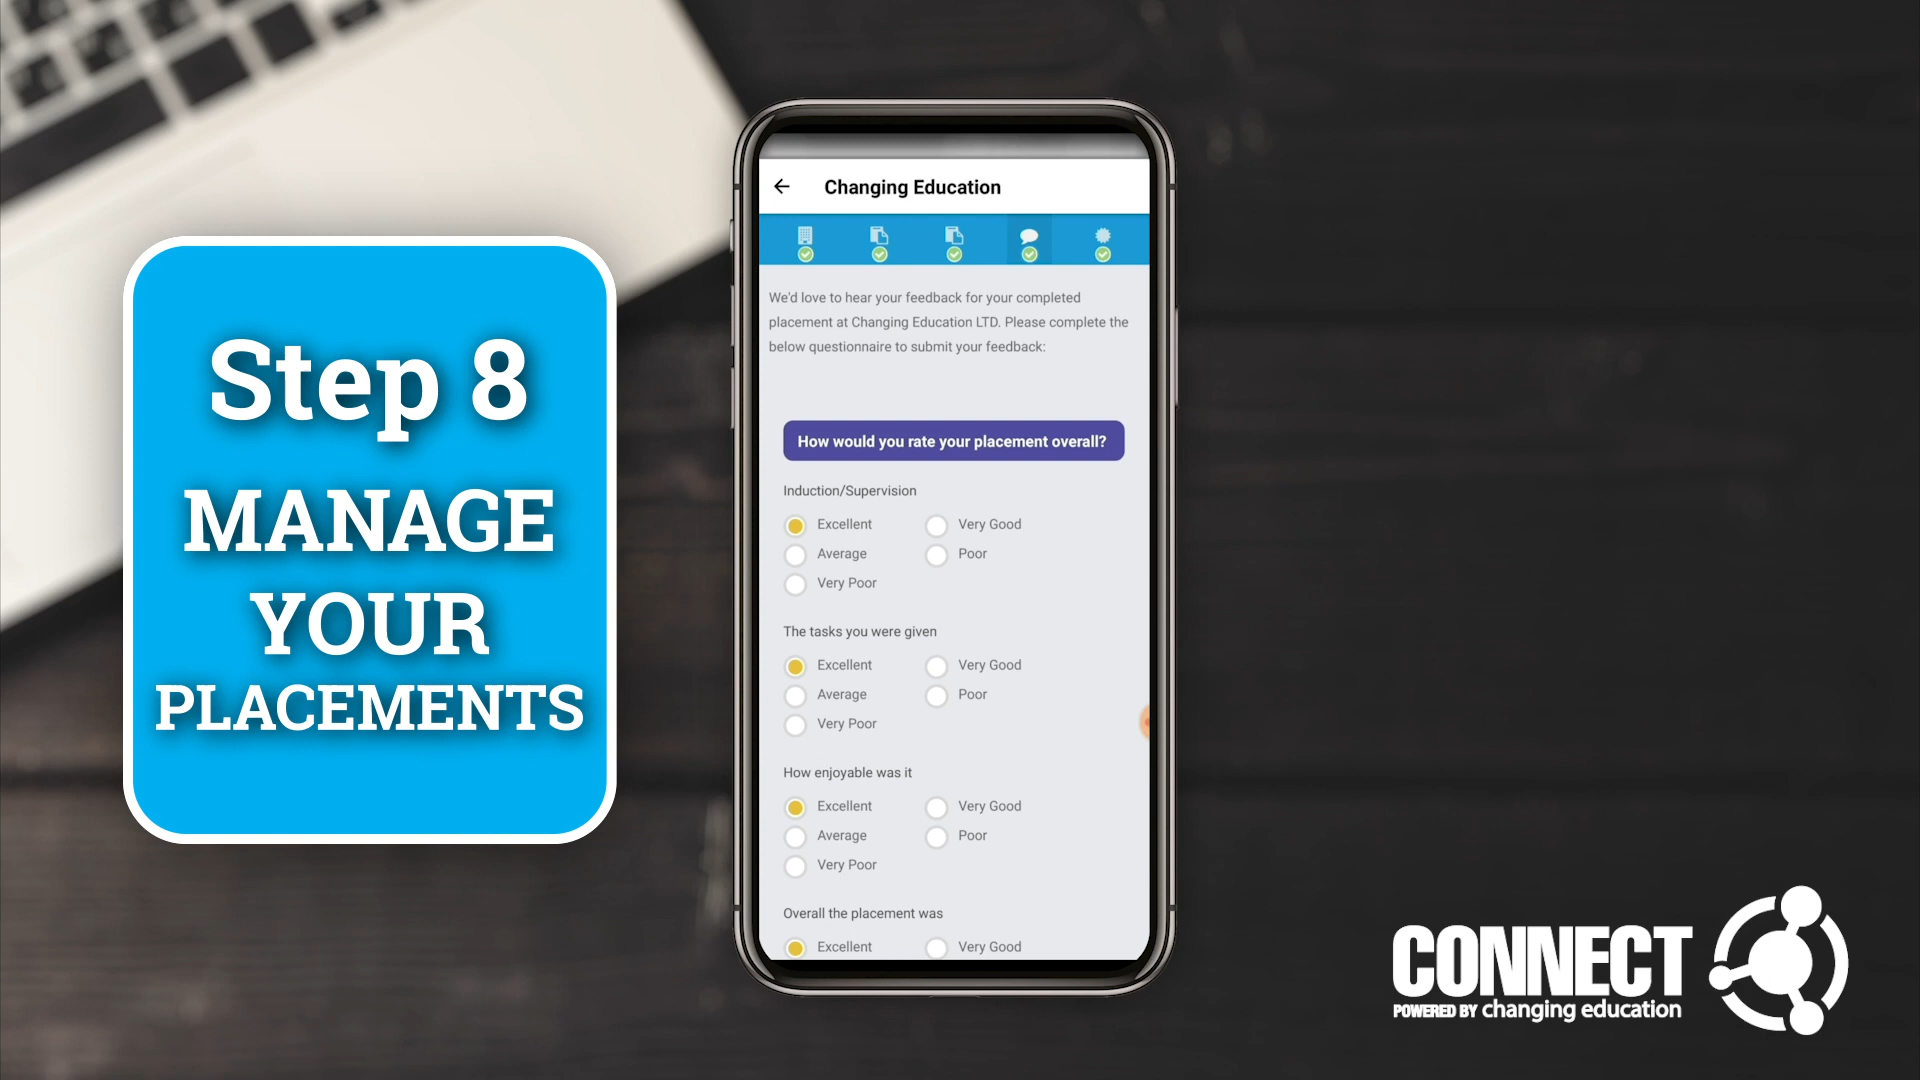 Step 8
MANAGE
YOUR
PLACEMENTS
Changing Education
We'd love to hear your feedback for your completed
placement at Changing Education LTD. Please complete the
below questionnaire to submit your feedback:
How would you rate your placement overall?
Induction/Supervision
Excellent Very Good
Average Poor
Very Poor
The tasks you were given
Excellent Very Good
Average Poor
Very Poor
How enjoyable was it
Excellent Very Good
Average Poor
Very Poor
Overall the placement was
Excellent Very Good
CONNECT
POWERED BY changing education